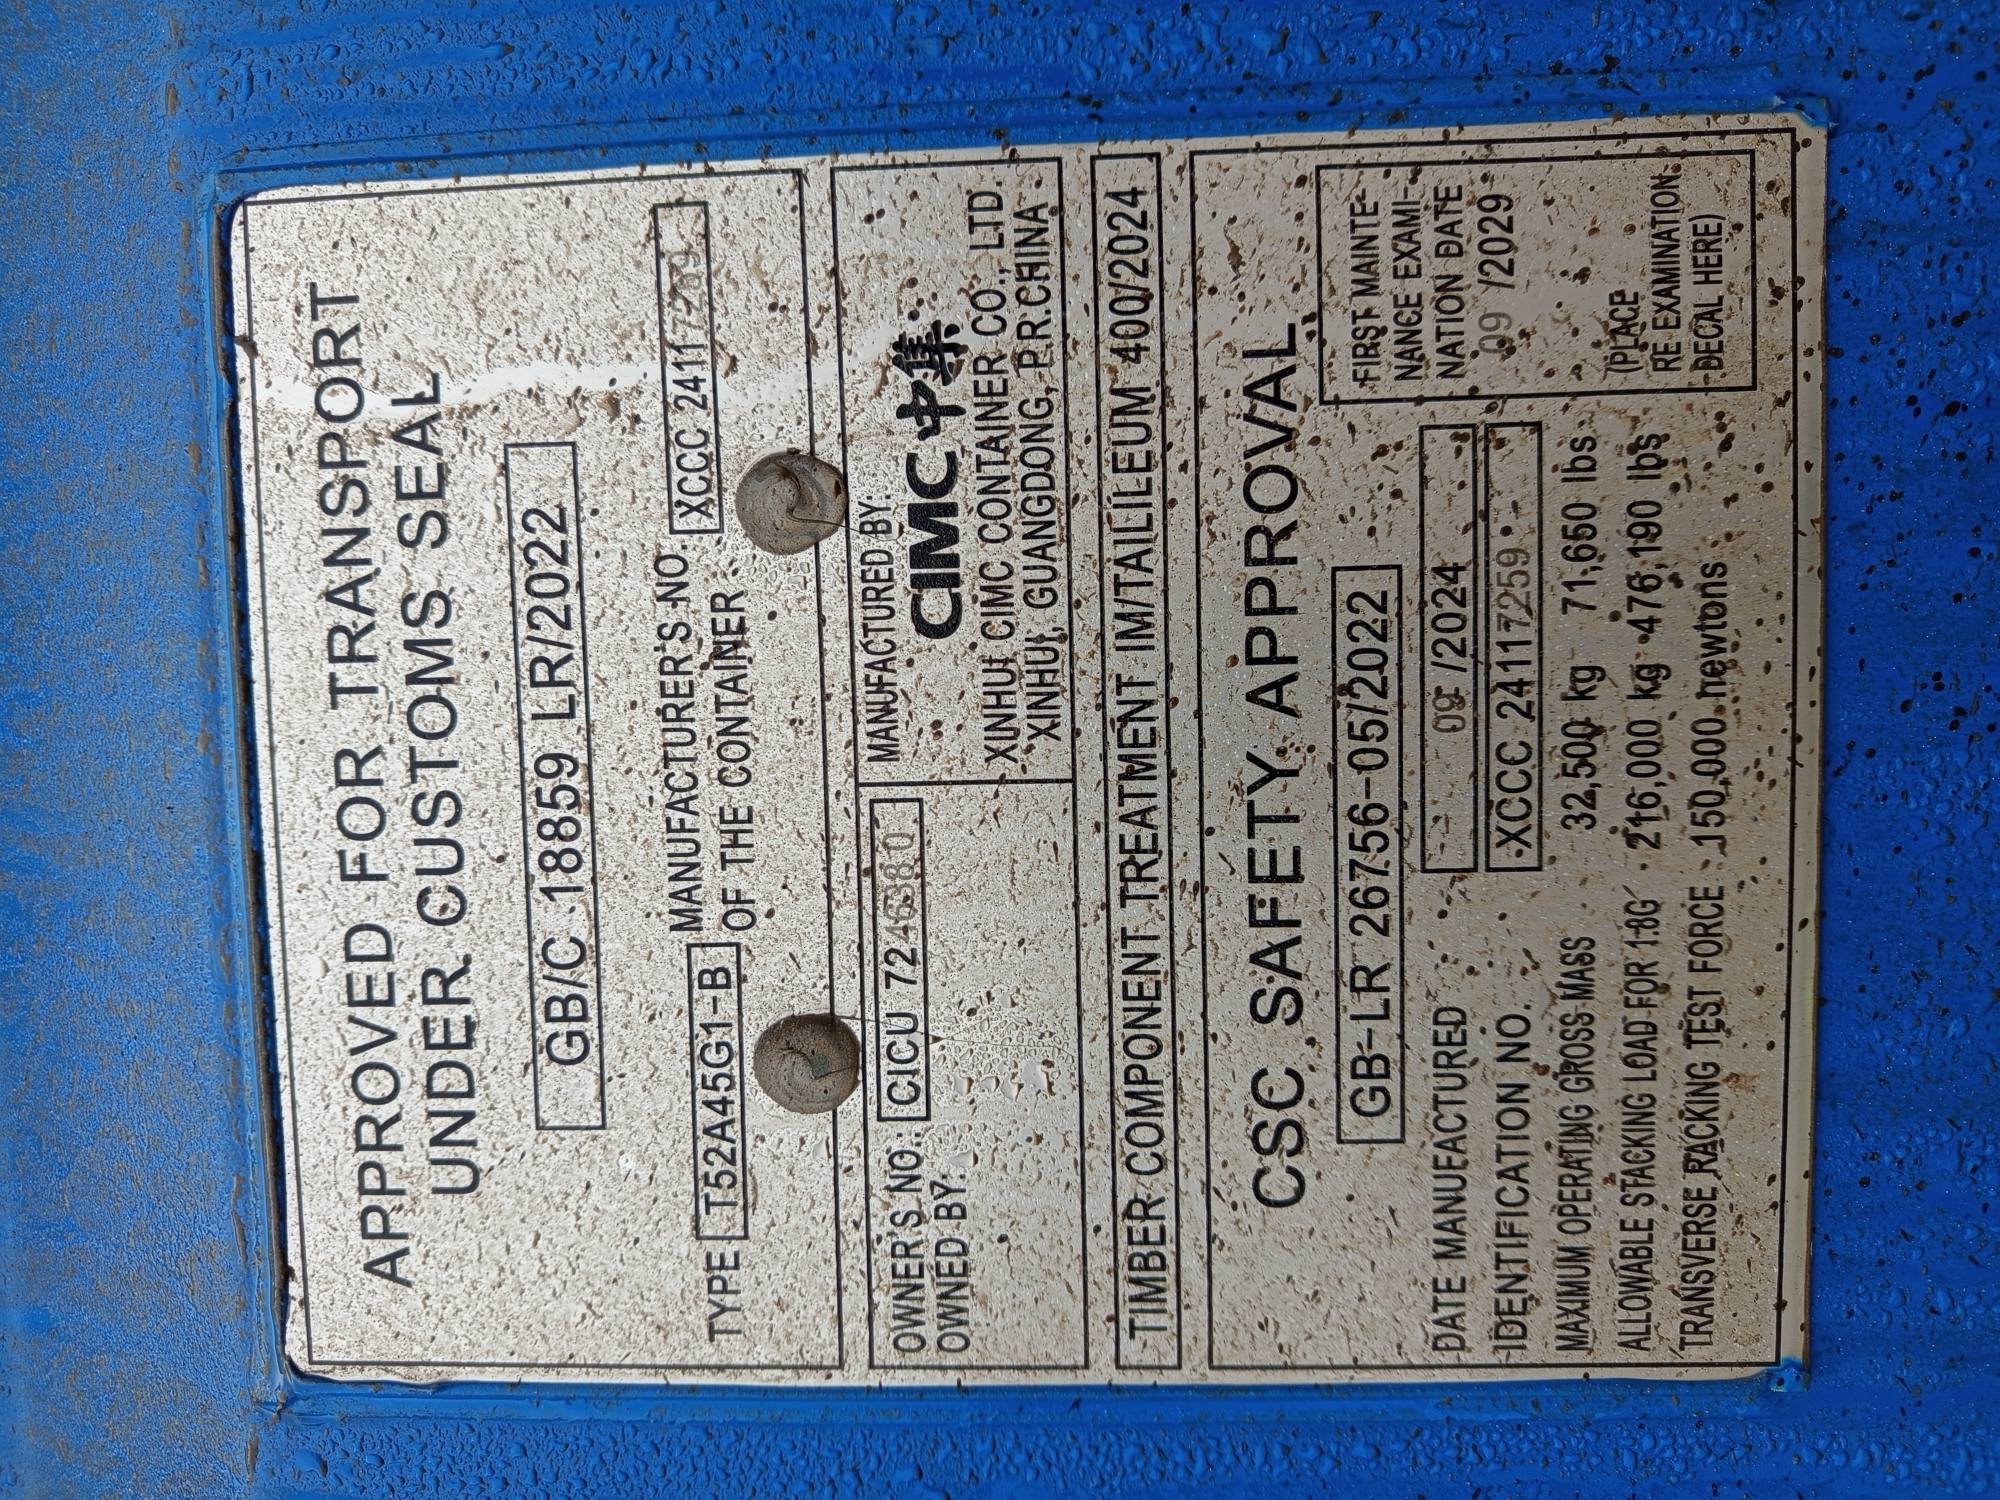 APPROVED FOR TRANSPORT
UNDER CUSTOMS SEAL
GB/C 18859 LR/2022
TYPE T52A45G1-B MANUFACTURER'S NO. OF THE CONTAINER XCCC 24117259
OWNER'S NO.: CICU 724638 0
OWNED BY:
MANUFACTURED BY:
CIMC 中集
XINHUI CIMC CONTAINER CO., LTD.
XINHUI, GUANGDONG, P.R.CHINA
TIMBER COMPONENT TREATMENT IM/TAILILEUM 400/2024
CSC SAFETY APPROVAL
GB-LR 26756-05/2022
DATE MANUFACTURED 09 /2024
IDENTIFICATION NO. XCCC 24117259
MAXIMUM OPERATING GROSS MASS 32,500 kg 71,650 lbs
ALLOWABLE STACKING LOAD FOR 1.8G 216,000 kg 476,190 lbs
TRANSVERSE RACKING TEST FORCE 150,000 newtons
FIRST MAINTE-
NANCE EXAMI-
NATION DATE
09 /2029
(PLACE
RE EXAMINATION
DECAL HERE)